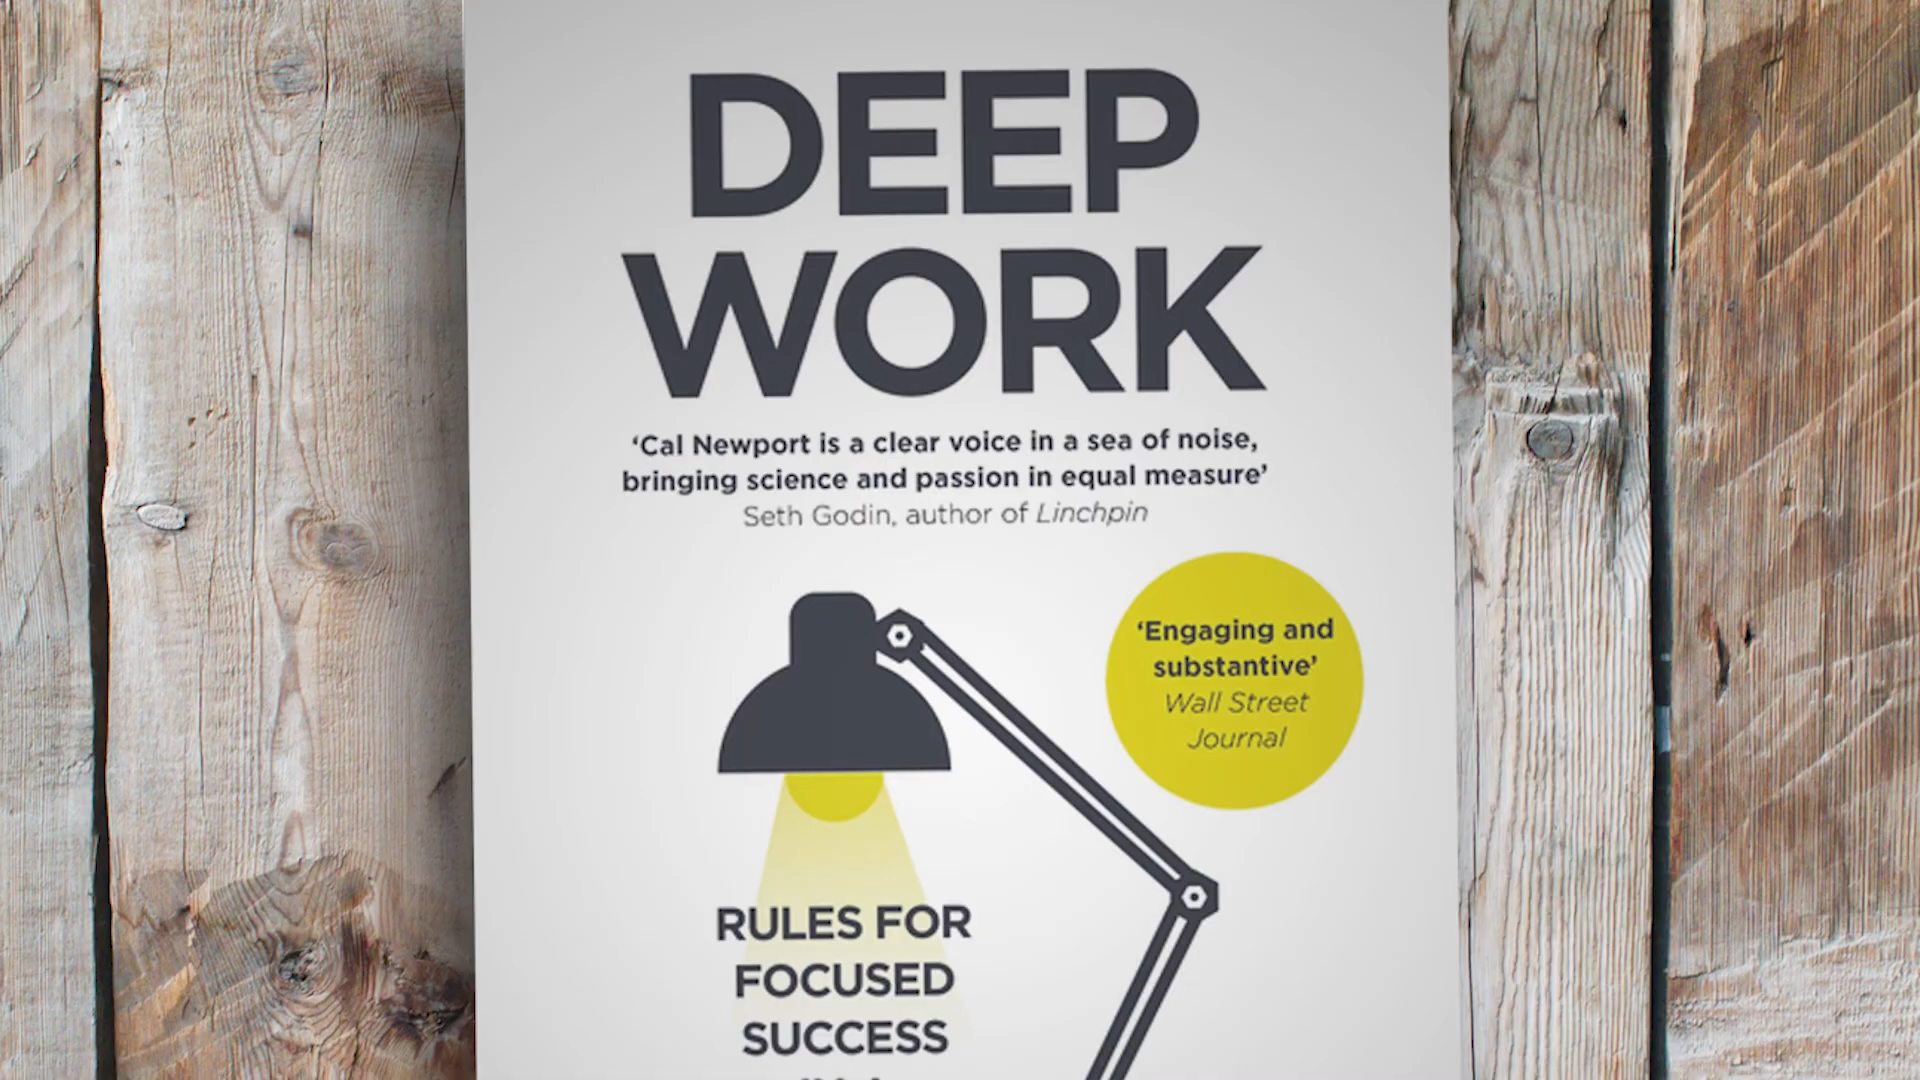 DEEP
WORK
‘Cal Newport is a clear voice in a sea of noise,
bringing science and passion in equal measure’
Seth Godin, author of Linchpin
‘Engaging and
substantive’
Wall Street
Journal
RULES FOR
FOCUSED
SUCCESS